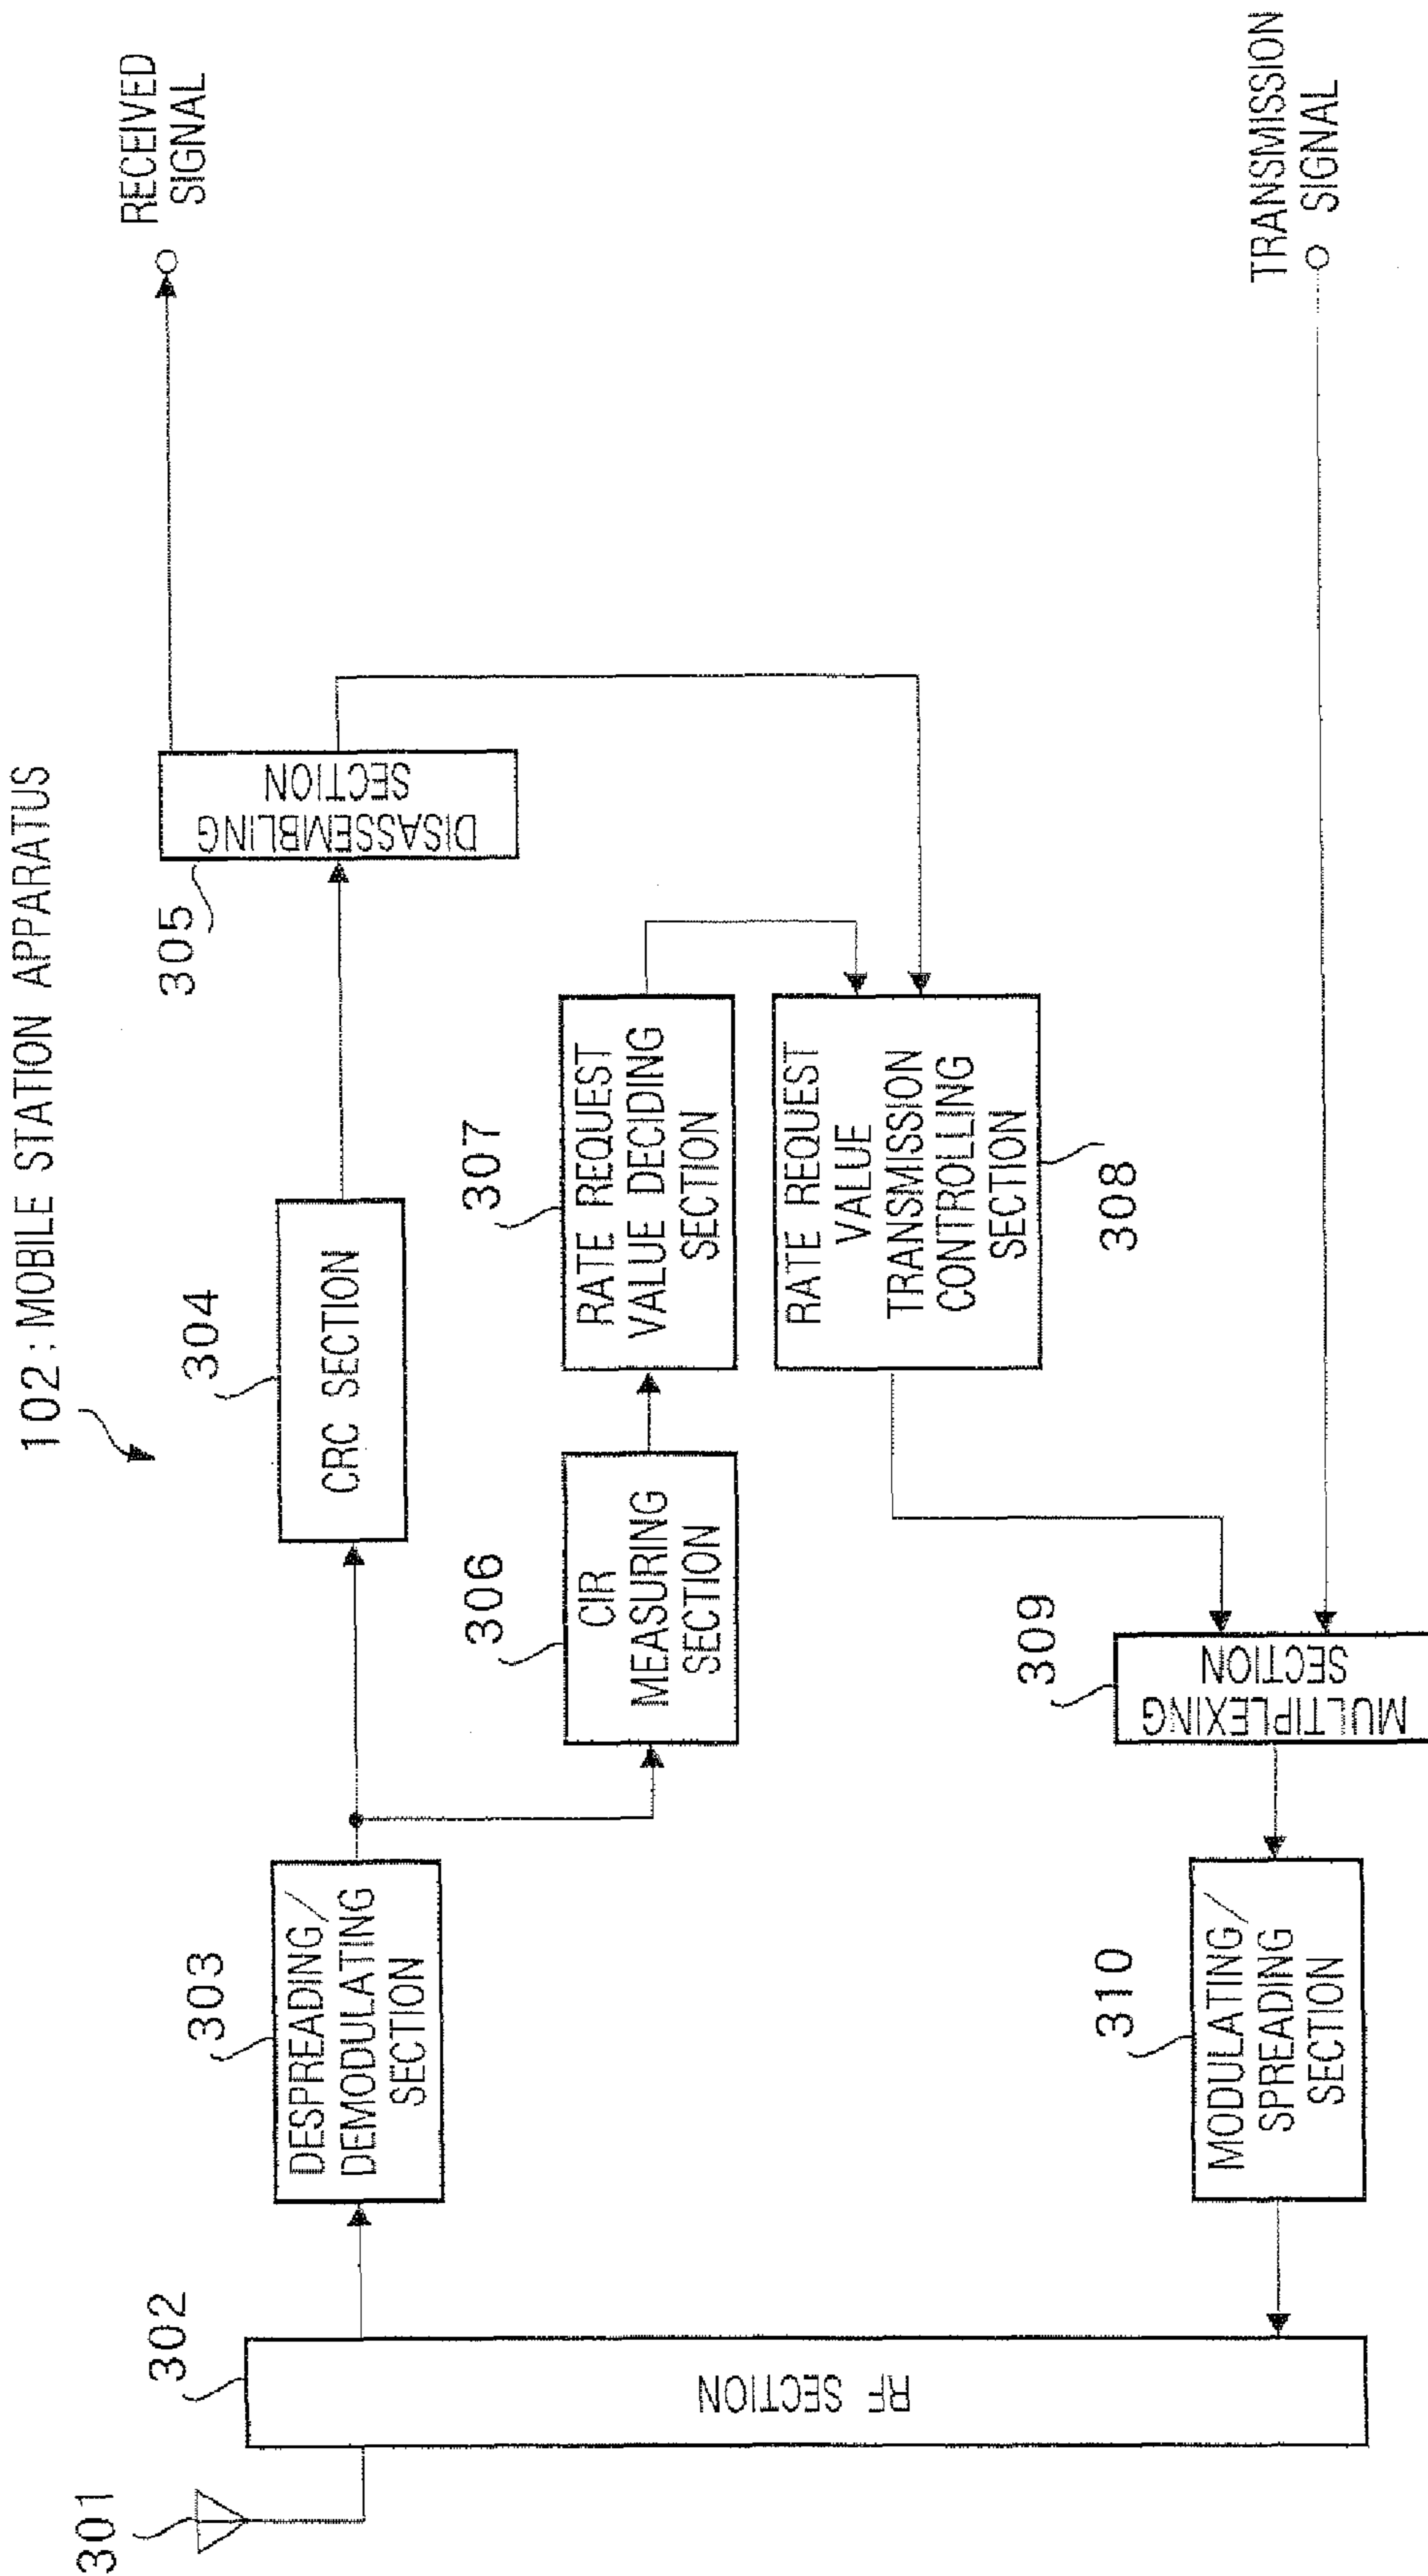 102 : MOBILE STATION APPARATUS
301
302
RF SECTION
303
DESPREADING/
DEMODULATING
SECTION
304
CRC SECTION
305
DISASSEMBLING
SECTION
RECEIVED
SIGNAL
306
CIR
MEASURING
SECTION
307
RATE REQUEST
VALUE DECIDING
SECTION
RATE REQUEST
VALUE
TRANSMISSION
CONTROLLING
SECTION
308
309
MULTIPLEXING
SECTION
310
MODULATING/
SPREADING
SECTION
TRANSMISSION
SIGNAL